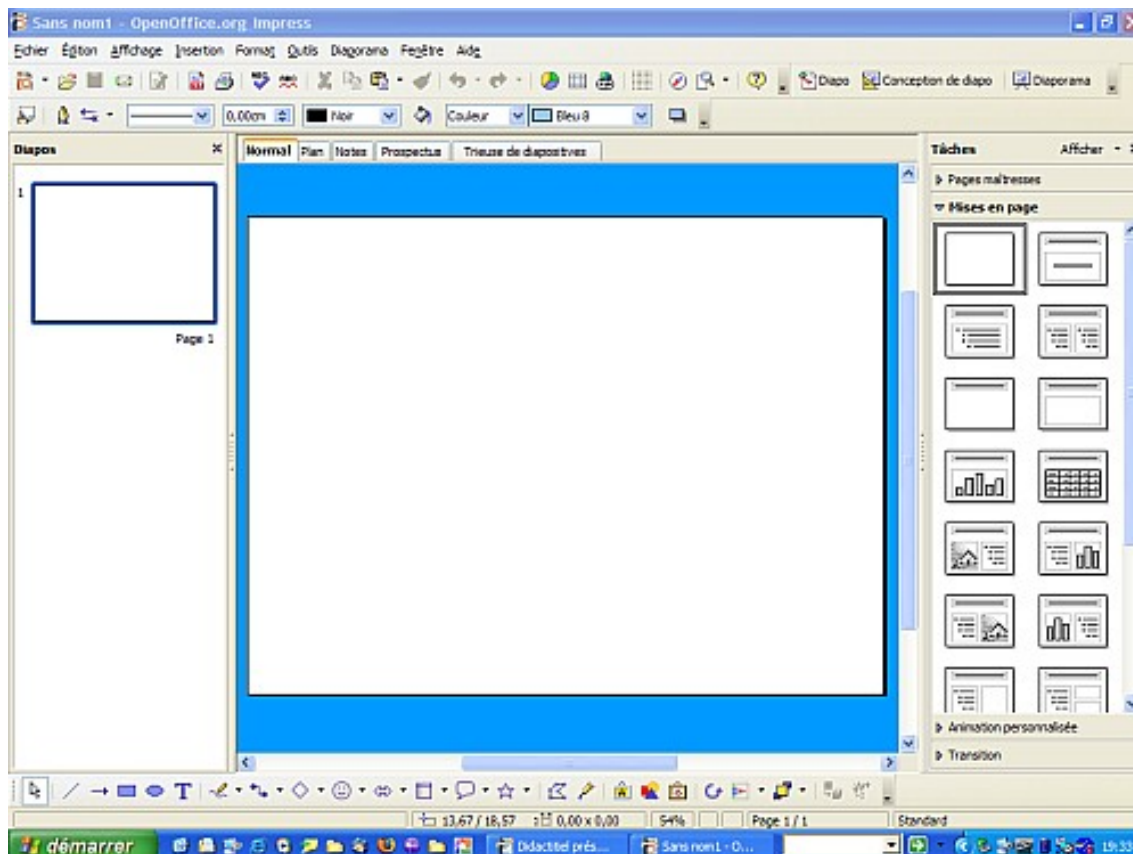 Sans nom1 - OpenOffice.org Impress
Fichier Édition Affichage Insertion Format Outils Diaporama Fenêtre Aide
Diapo Conception de diapo Diaporama
0,00cm Noir Couleur Bleu 8
Diapos
Normal Plan Notes Prospectus Trieuse de diapositives
Tâches Afficher
Pages maîtresses
Mises en page
1
Page 1
Animation personnalisée
Transition
T
13,67 / 18,57 0,00 x 0,00 54% Page 1 / 1 Standard
démarrer Didacticiel prés... Sans nom1 - O... 19:33